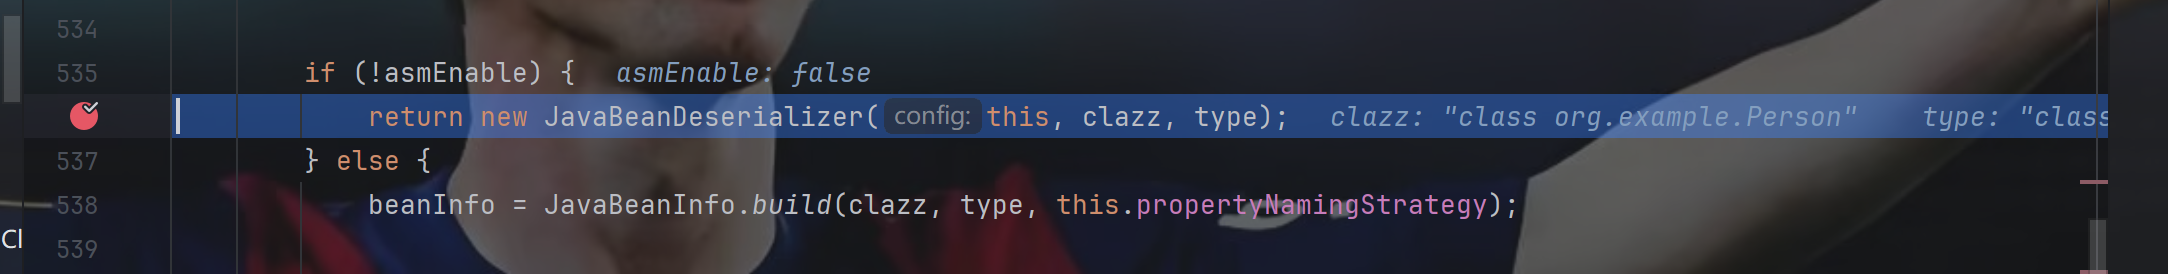 534
535 if (!asmEnable) { asmEnable: false
return new JavaBeanDeserializer( config: this, clazz, type); clazz: "class org.example.Person" type: "class
537 } else {
538 beanInfo = JavaBeanInfo.build(clazz, type, this.propertyNamingStrategy);
Cl
539